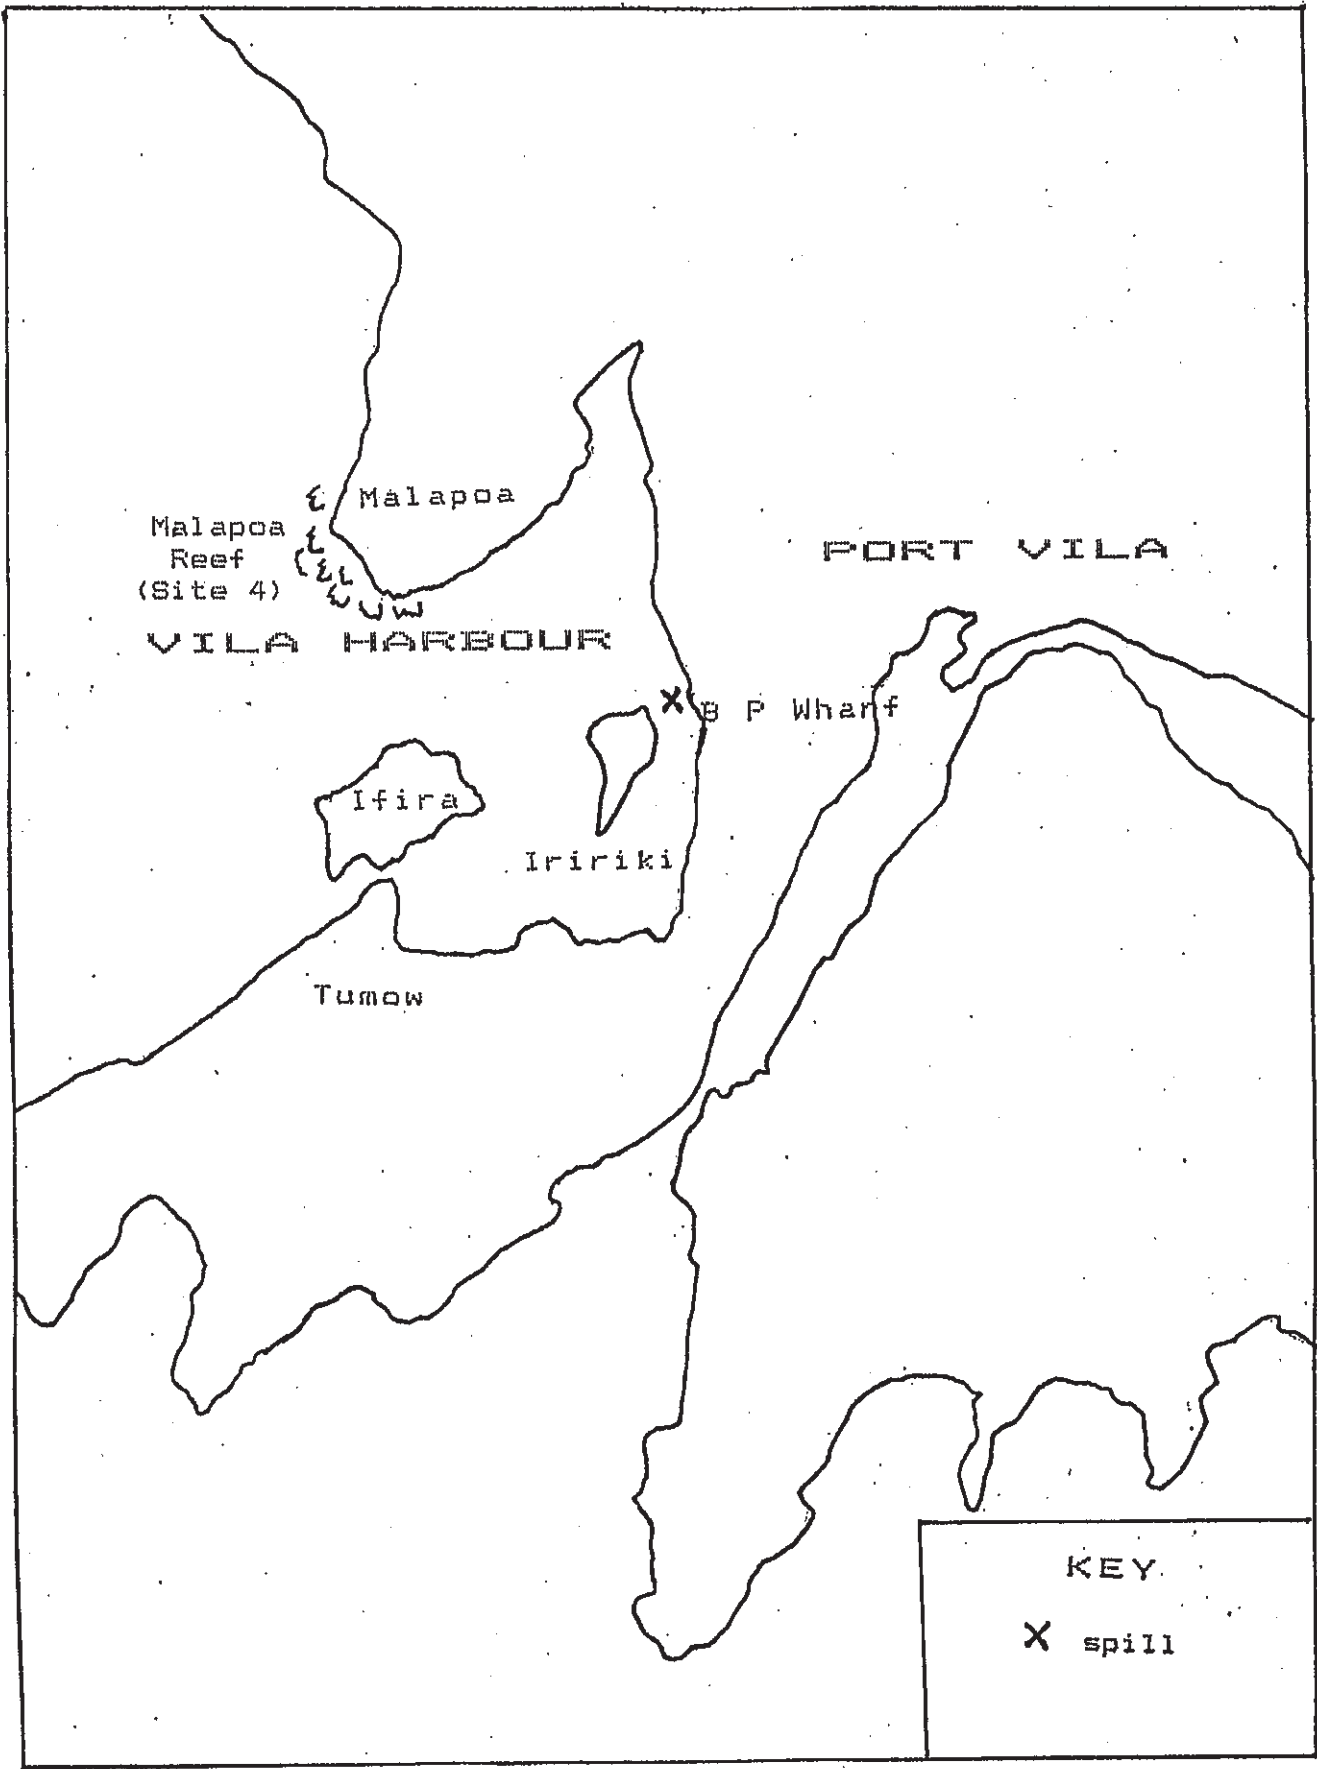 Malapoa
Malapoa
Reef
(Site 4)
PORT VILA
VILA HARBOUR
B P Wharf
Ifira
Iririki
Tumow
KEY
X spill